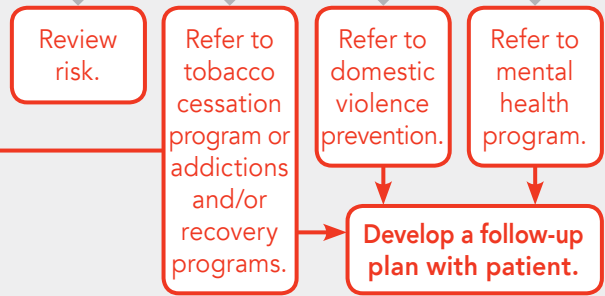 Review
risk.
Refer to
tobacco
cessation
program or
addictions
and/or
recovery
programs.
Refer to
domestic
violence
prevention.
Refer to
mental
health
program.
Develop a follow-up
plan with patient.